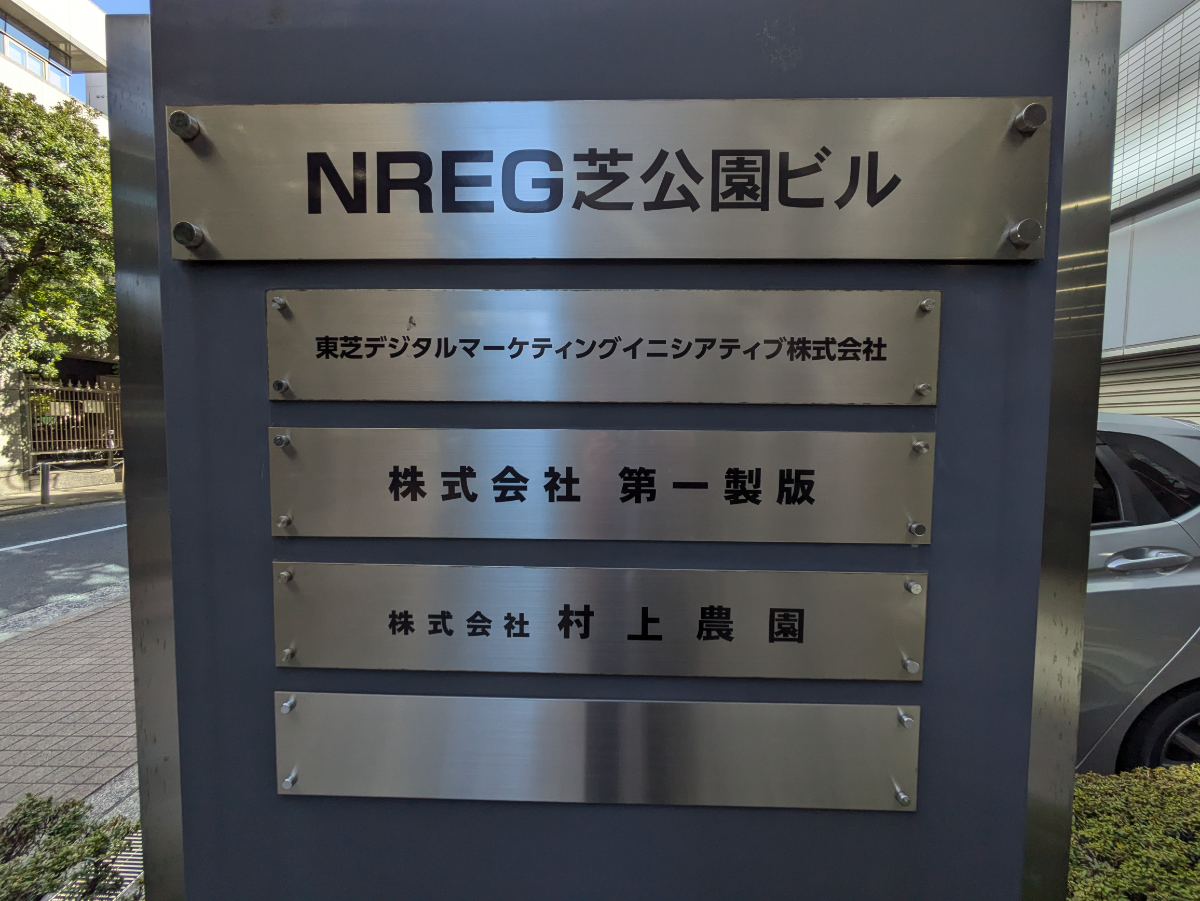 NREG芝公園ビル
東芝デジタルマーケティングイニシアティブ株式会社
株式会社 第一製版
株式会社 村上農園